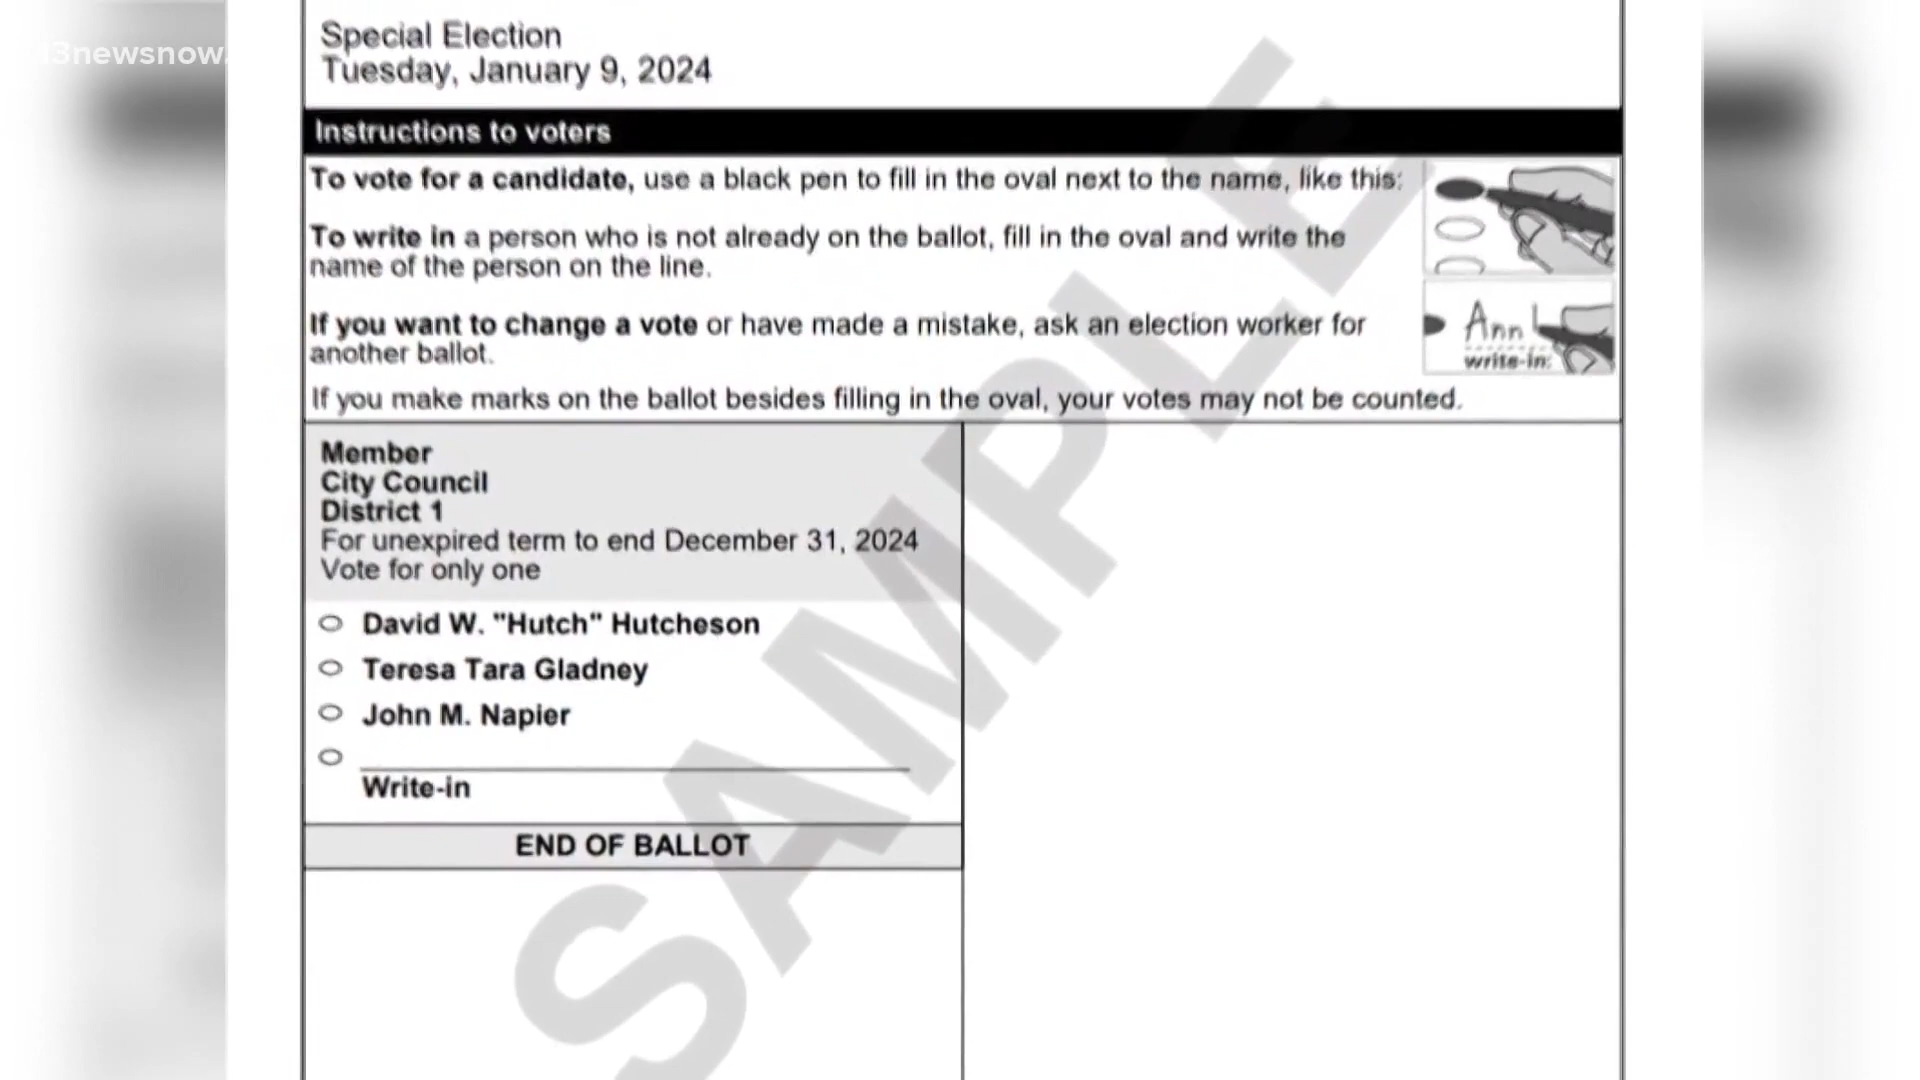 13newsnow.
Special Election
Tuesday, January 9, 2024
Instructions to voters
To vote for a candidate, use a black pen to fill in the oval next to the name, like this:
To write in a person who is not already on the ballot, fill in the oval and write the
name of the person on the line.
If you want to change a vote or have made a mistake, ask an election worker for
another ballot.
If you make marks on the ballot besides filling in the oval, your votes may not be counted.
Ann
write-in:
Member
City Council
District 1
For unexpired term to end December 31, 2024
Vote for only one
David W. "Hutch" Hutcheson
Teresa Tara Gladney
John M. Napier
Write-in
END OF BALLOT
SAMPLE